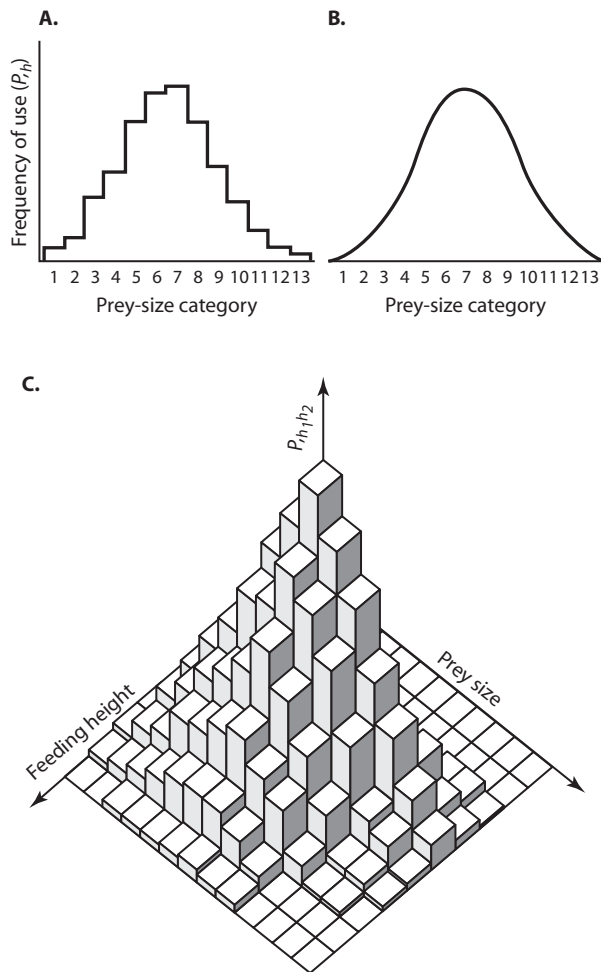 A.
Frequency of use (P,h)
1 2 3 4 5 6 7 8 9 10 11 12 13
Prey-size category
B.
1 2 3 4 5 6 7 8 9 10 11 12 13
Prey-size category
C.
P,h1h2
Feeding height
Prey size